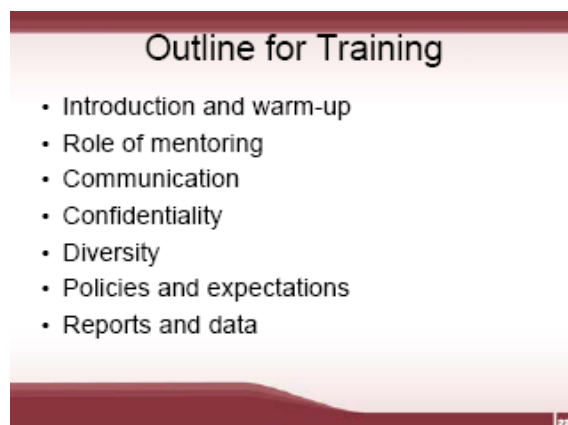 Outline for Training
• Introduction and warm-up
• Role of mentoring
• Communication
• Confidentiality
• Diversity
• Policies and expectations
• Reports and data